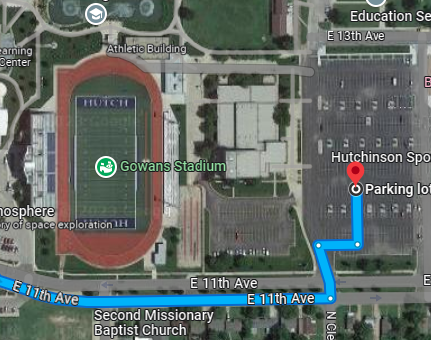 Education Se
E 13th Ave
Athletic Building
earning
Center
HUTCH
Hutchinson Spo
Gowans Stadium
Parking lot
nosphere
ry of space exploration
HUTCH
E 11th Ave
E 11th Ave
E 11th Ave
E
Second Missionary
Baptist Church
N Cle
B